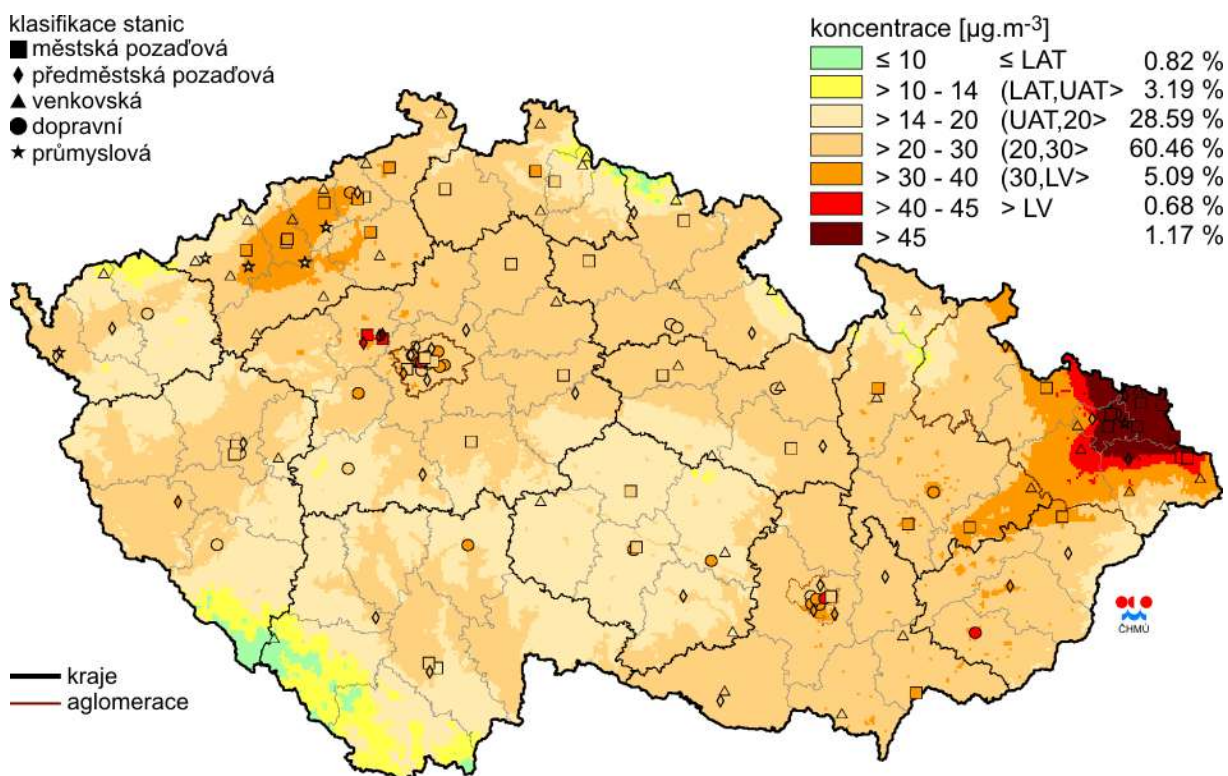 klasifikace stanic
městská pozaďová
předměstská pozaďová
venkovská
dopravní
průmyslová
koncentrace [µg.m-3]
≤ 10 ≤ LAT 0.82 %
> 10 - 14 (LAT,UAT> 3.19 %
> 14 - 20 (UAT,20> 28.59 %
> 20 - 30 (20,30> 60.46 %
> 30 - 40 (30,LV> 5.09 %
> 40 - 45 > LV 0.68 %
> 45 1.17 %
ČHMÚ
kraje
aglomerace